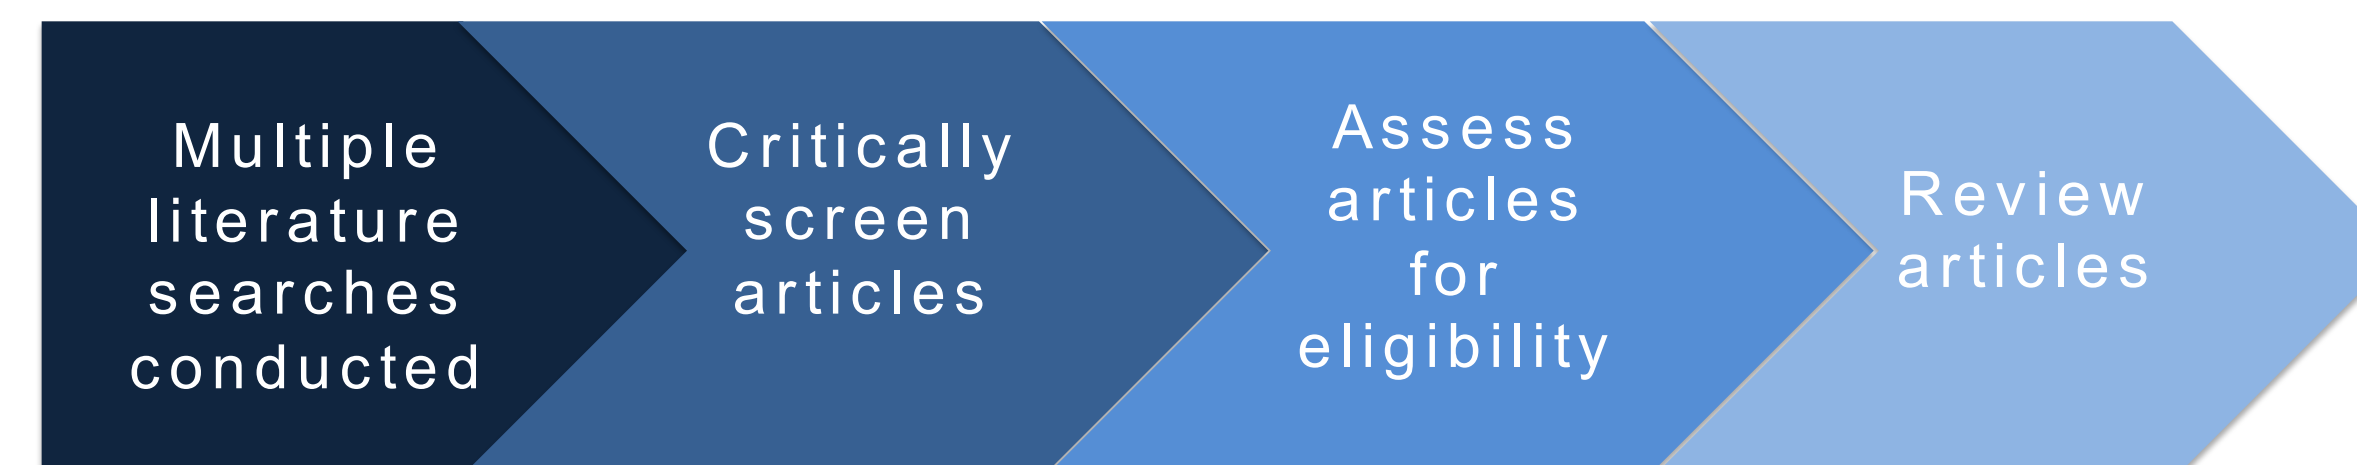 Multiple
literature
searches
conducted
Critically
screen
articles
Assess
articles
for
eligibility
Review
articles